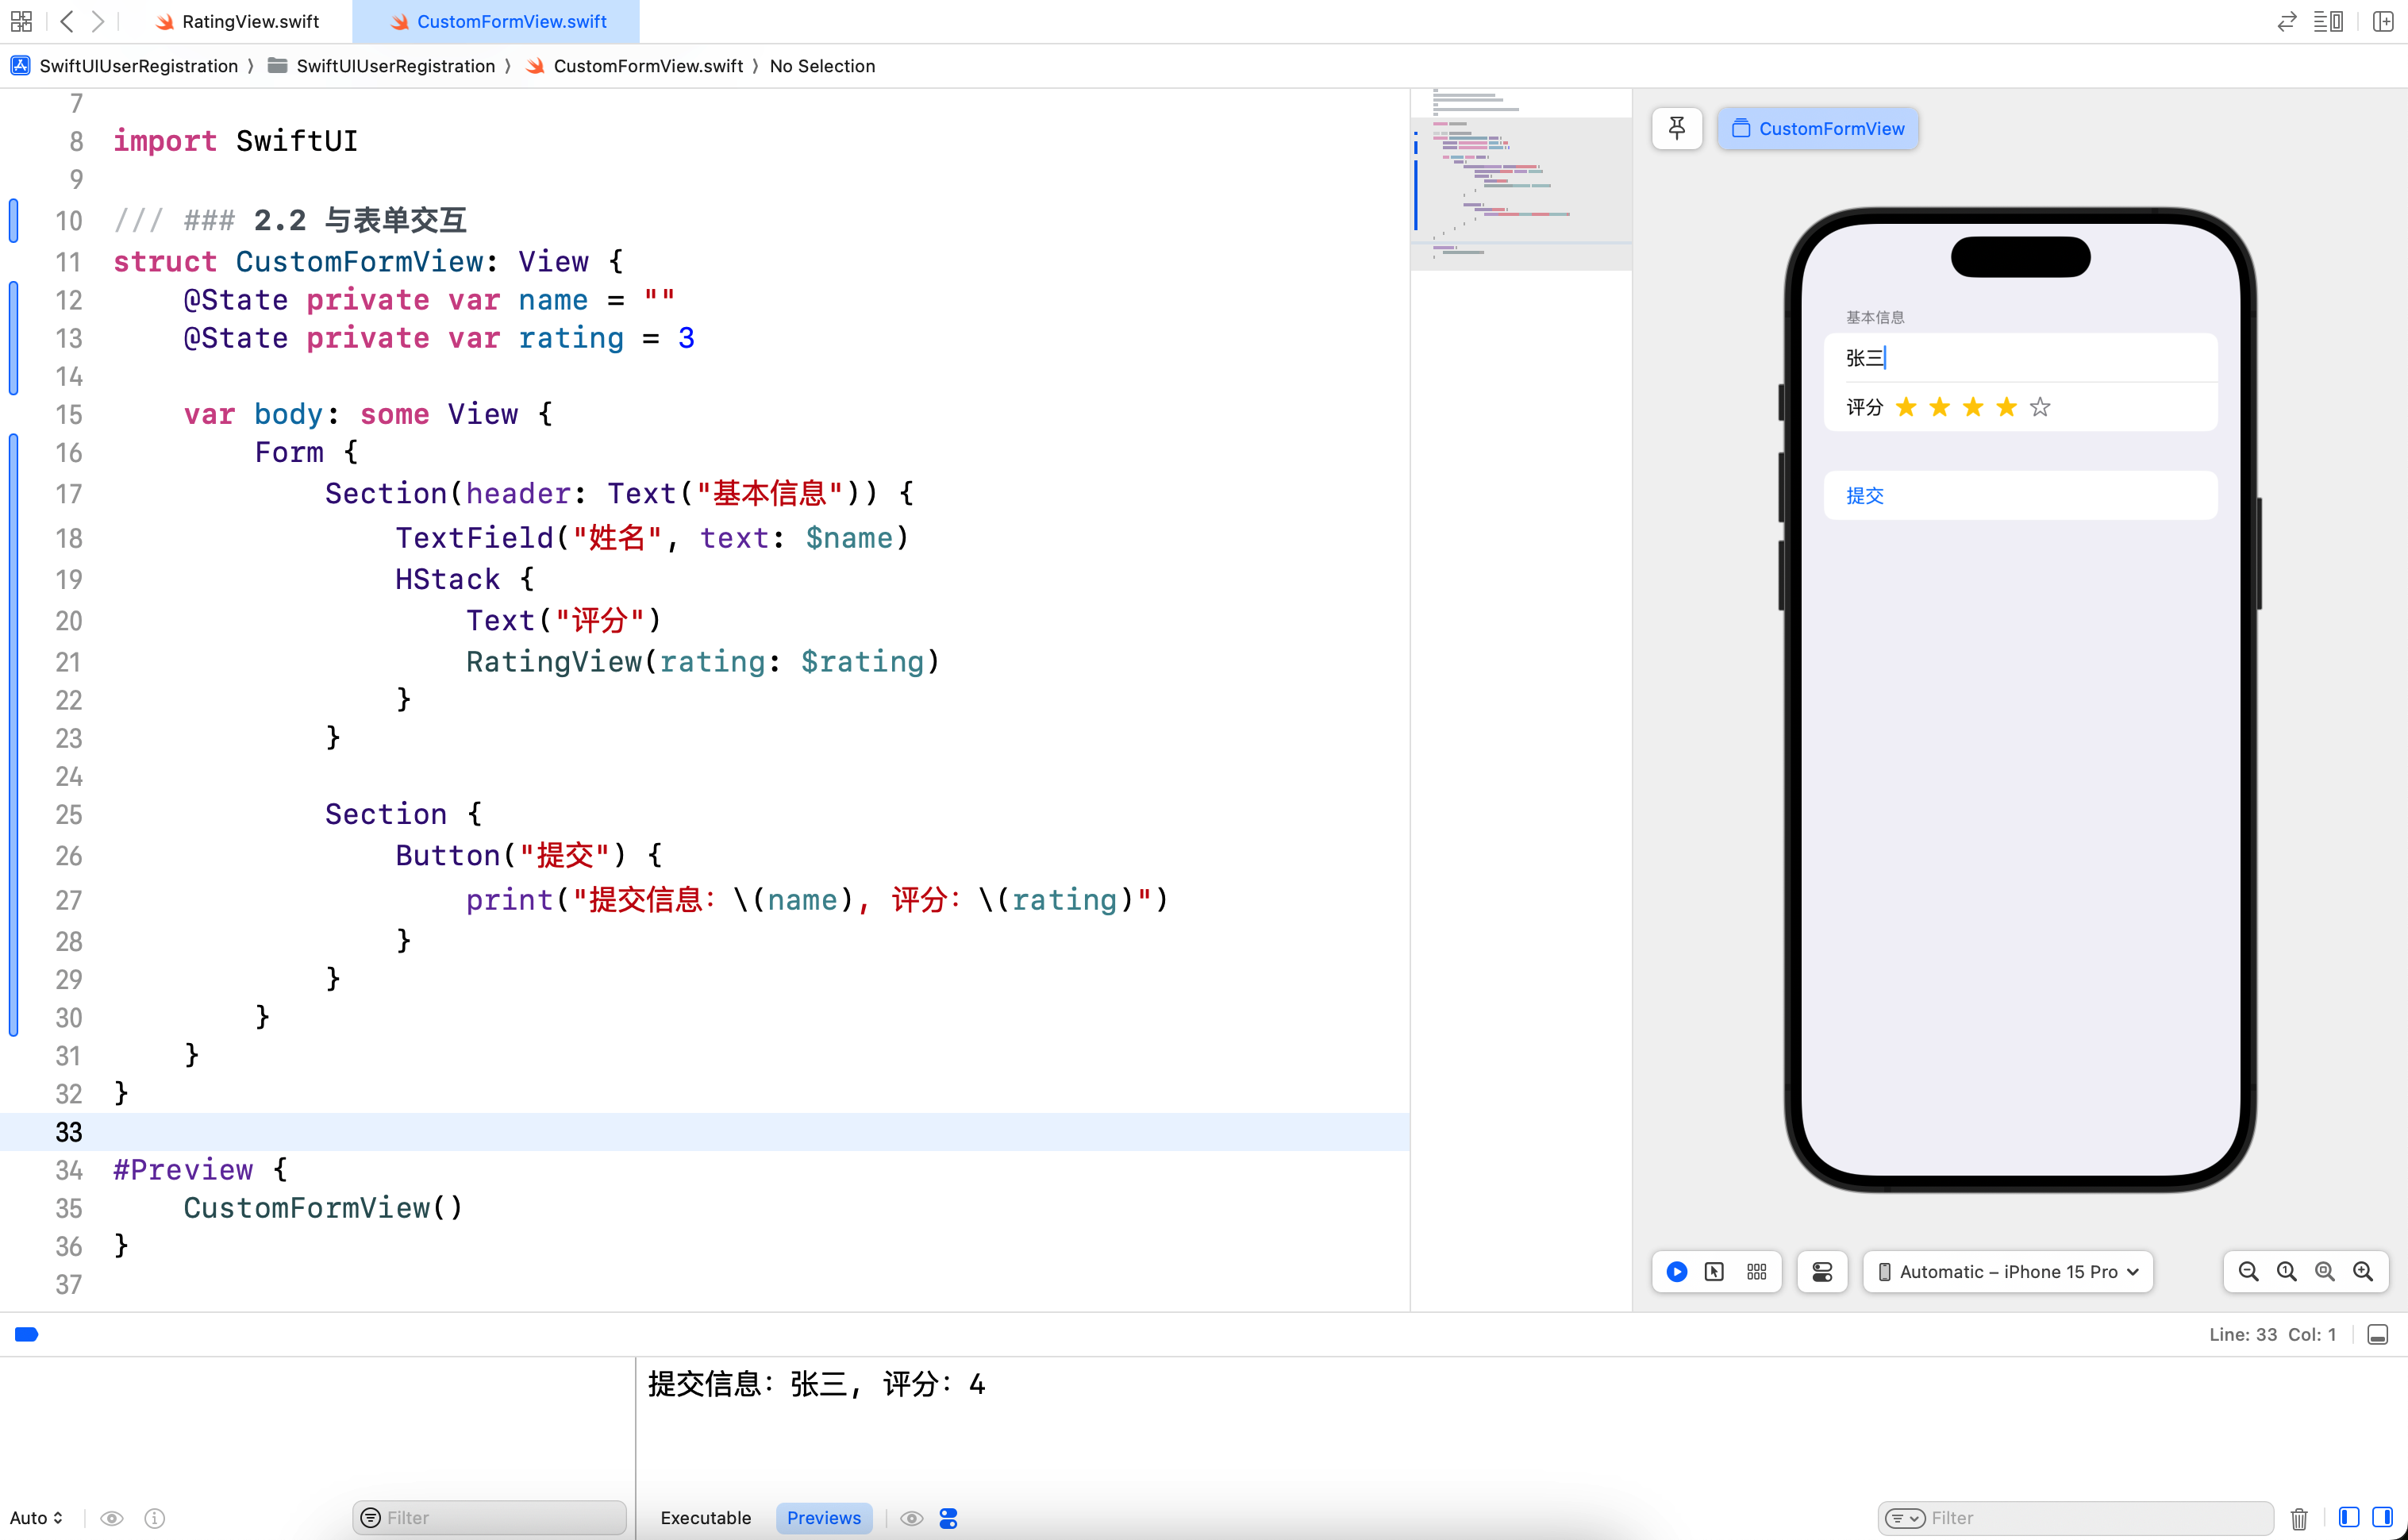 RatingView.swift
CustomFormView.swift
SwiftUIUserRegistration 〉 SwiftUIUserRegistration 〉 CustomFormView.swift 〉 No Selection
7
8 import SwiftUI
9
10 /// ### 2.2 与表单交互
11 struct CustomFormView: View {
12 @State private var name = ""
13 @State private var rating = 3
14
15 var body: some View {
16 Form {
17 Section(header: Text("基本信息")) {
18 TextField("姓名", text: $name)
19 HStack {
20 Text("评分")
21 RatingView(rating: $rating)
22 }
23 }
24
25 Section {
26 Button("提交") {
27 print("提交信息：\(name), 评分：\(rating)")
28 }
29 }
30 }
31 }
32 }
33
34 #Preview {
35 CustomFormView()
36 }
37
CustomFormView
基本信息
张三
评分
提交
Automatic – iPhone 15 Pro
Line: 33 Col: 1
提交信息：张三, 评分：4
Auto
Filter
Executable
Previews
Filter